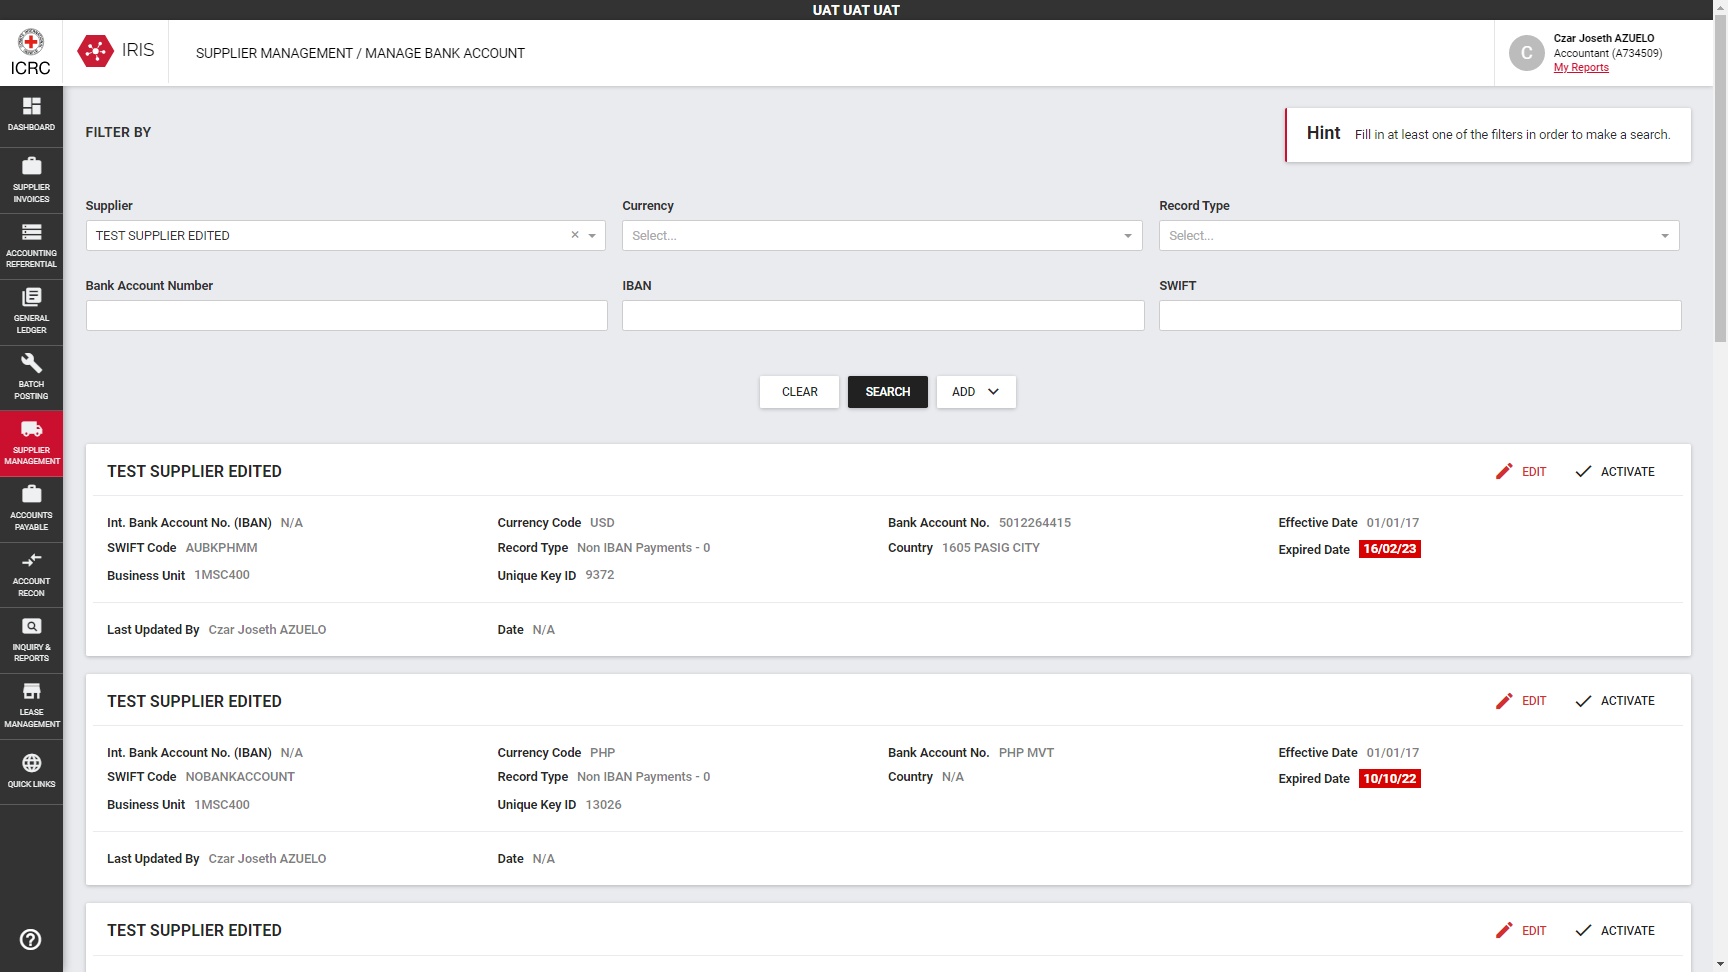 UAT UAT UAT
ICRC
IRIS
SUPPLIER MANAGEMENT / MANAGE BANK ACCOUNT
C
Czar Joseth AZUELO
Accountant (A734509)
My Reports
DASHBOARD
SUPPLIER
INVOICES
ACCOUNTING
REFERENTIAL
GENERAL
LEDGER
BATCH
POSTING
SUPPLIER
MANAGEMENT
ACCOUNTS
PAYABLE
ACCOUNT
RECON
INQUIRY &
REPORTS
LEASE
MANAGEMENT
QUICK LINKS
FILTER BY
Hint Fill in at least one of the filters in order to make a search.
Supplier Currency Record Type
TEST SUPPLIER EDITED × Select... Select...
Bank Account Number IBAN SWIFT
CLEAR SEARCH ADD
TEST SUPPLIER EDITED EDIT ACTIVATE
Int. Bank Account No. (IBAN) N/A Currency Code USD Bank Account No. 5012264415 Effective Date 01/01/17
SWIFT Code AUBKPHMM Record Type Non IBAN Payments - 0 Country 1605 PASIG CITY Expired Date 16/02/23
Business Unit 1MSC400 Unique Key ID 9372
Last Updated By Czar Joseth AZUELO Date N/A
TEST SUPPLIER EDITED EDIT ACTIVATE
Int. Bank Account No. (IBAN) N/A Currency Code PHP Bank Account No. PHP MVT Effective Date 01/01/17
SWIFT Code NOBANKACCOUNT Record Type Non IBAN Payments - 0 Country N/A Expired Date 10/10/22
Business Unit 1MSC400 Unique Key ID 13026
Last Updated By Czar Joseth AZUELO Date N/A
TEST SUPPLIER EDITED EDIT ACTIVATE